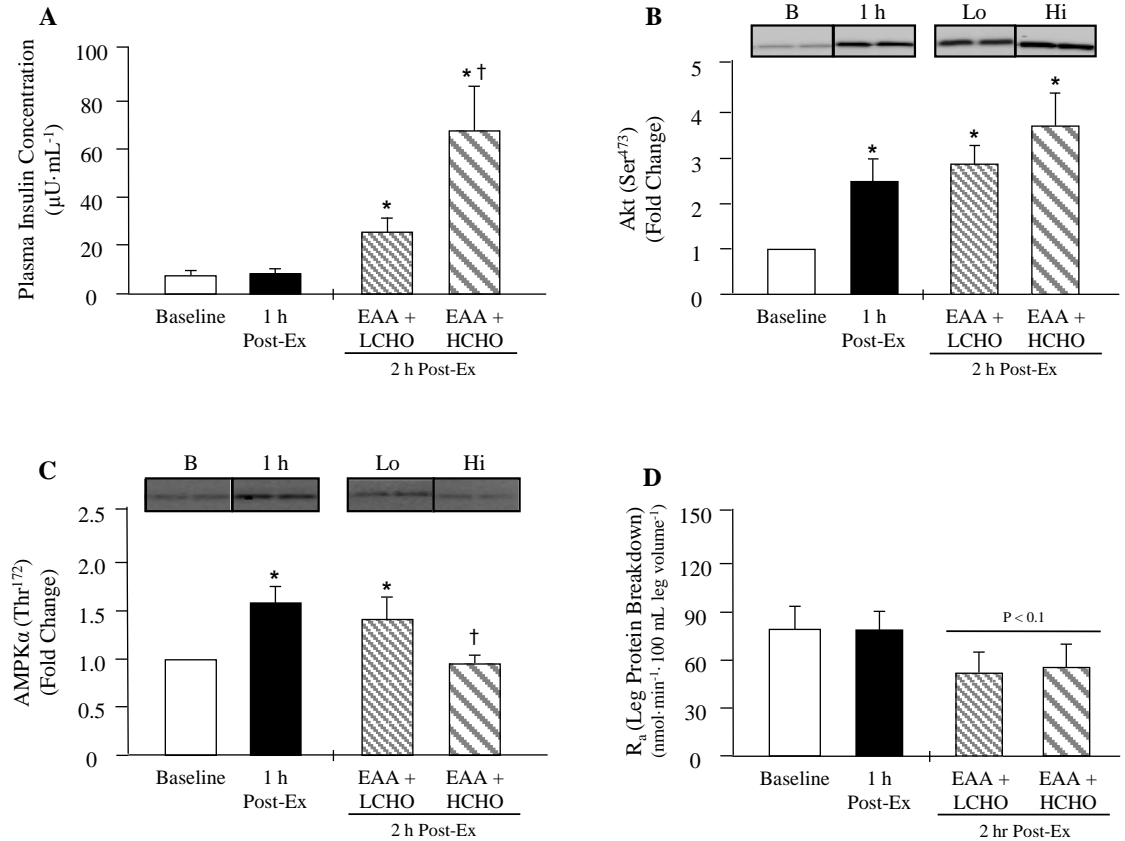 A
Plasma Insulin Concentration
(µU·mL-1)
100
80
60
40
20
0
* †
*
Baseline
1 h
Post-Ex
EAA +
LCHO
EAA +
HCHO
2 h Post-Ex
B
B 1 h Lo Hi
Akt (Ser473)
(Fold Change)
5
4
3
2
1
0
*
*
*
Baseline
1 h
Post-Ex
EAA +
LCHO
EAA +
HCHO
2 h Post-Ex
C
B 1 h Lo Hi
AMPKα (Thr172)
(Fold Change)
2.5
2.0
1.5
1.0
0.5
0
*
*
†
Baseline
1 h
Post-Ex
EAA +
LCHO
EAA +
HCHO
2 h Post-Ex
D
Ra (Leg Protein Breakdown)
(nmol·min-1·100 mL leg volume-1)
150
120
90
60
30
0
P < 0.1
Baseline
1 h
Post-Ex
EAA +
LCHO
EAA +
HCHO
2 hr Post-Ex